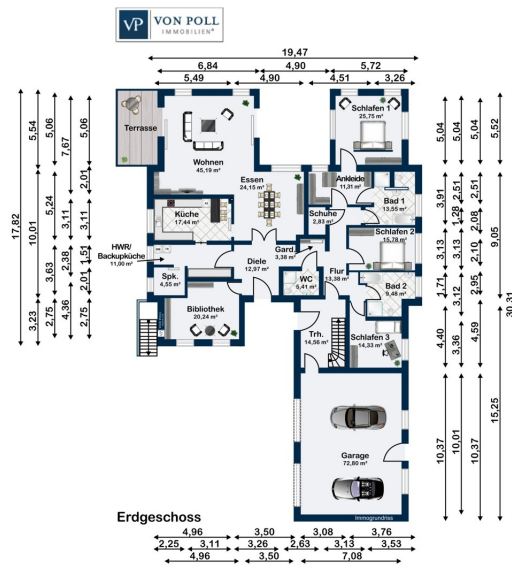 VP VON POLL
IMMOBILIEN®
19,47
6,84 4,90 5,72
5,49 4,90 4,51 3,26
17,82
5,54 10,01 3,23
5,06 5,24 3,63 2,75
7,67 3,11 2,38 4,36
5,06 2,01 3,11 1,51 2,01 2,75
Terrasse
Wohnen
45,19 m²
Essen
24,15 m²
Küche
17,44 m²
HWR/
Backupküche
11,00 m²
Spk.
4,55 m²
Bibliothek
20,24 m²
Diele
12,97 m²
Gard.
3,38 m²
WC
5,41 m²
Flur
13,38 m²
Schuhe
2,83 m²
Ankleide
11,31 m²
Schlafen 1
25,75 m²
Bad 1
13,55 m²
Schlafen 2
15,78 m²
Bad 2
9,48 m²
Schlafen 3
14,33 m²
Trh.
14,56 m²
Garage
72,80 m²
Immogrundriss
5,04 3,91 3,13 1,71 4,40 10,37
5,04 2,51 1,28 3,13 3,12 3,36 10,01
5,04 2,51 2,08 2,10 2,95 4,59 10,37
5,52 9,05 15,25
30,31
Erdgeschoss
4,96 3,50 3,08 3,76
2,25 3,11 3,26 2,63 3,13 3,53
4,96 3,50 7,08